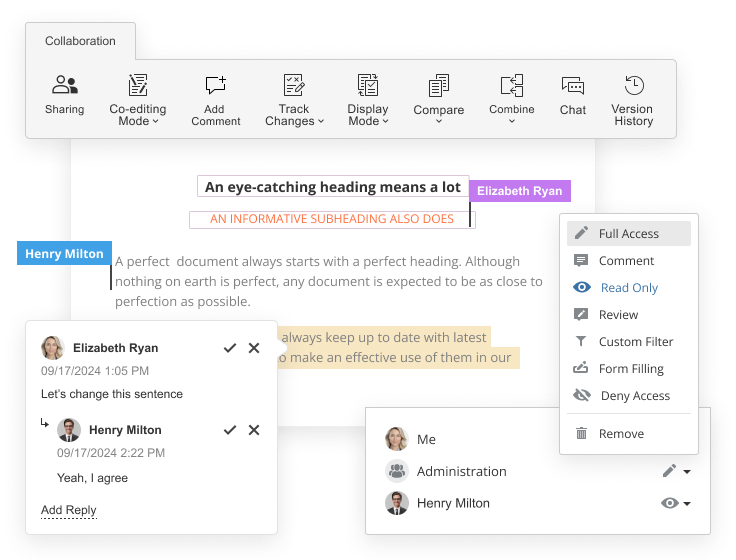 Collaboration
Sharing
Co-editing
Mode
Add
Comment
Track
Changes
Display
Mode
Compare
Combine
Chat
Version
History
An eye-catching heading means a lot
Elizabeth Ryan
AN INFORMATIVE SUBHEADING ALSO DOES
Henry Milton
A perfect document always starts with a perfect heading. Although
nothing on earth is perfect, any document is expected to be as close to
perfection as possible.
always keep up to date with latest
to make an effective use of them in our
Elizabeth Ryan
09/17/2024 1:05 PM
Let's change this sentence
Henry Milton
09/17/2024 2:22 PM
Yeah, I agree
Add Reply
Full Access
Comment
Read Only
Review
Custom Filter
Form Filling
Deny Access
Remove
Me
Administration
Henry Milton